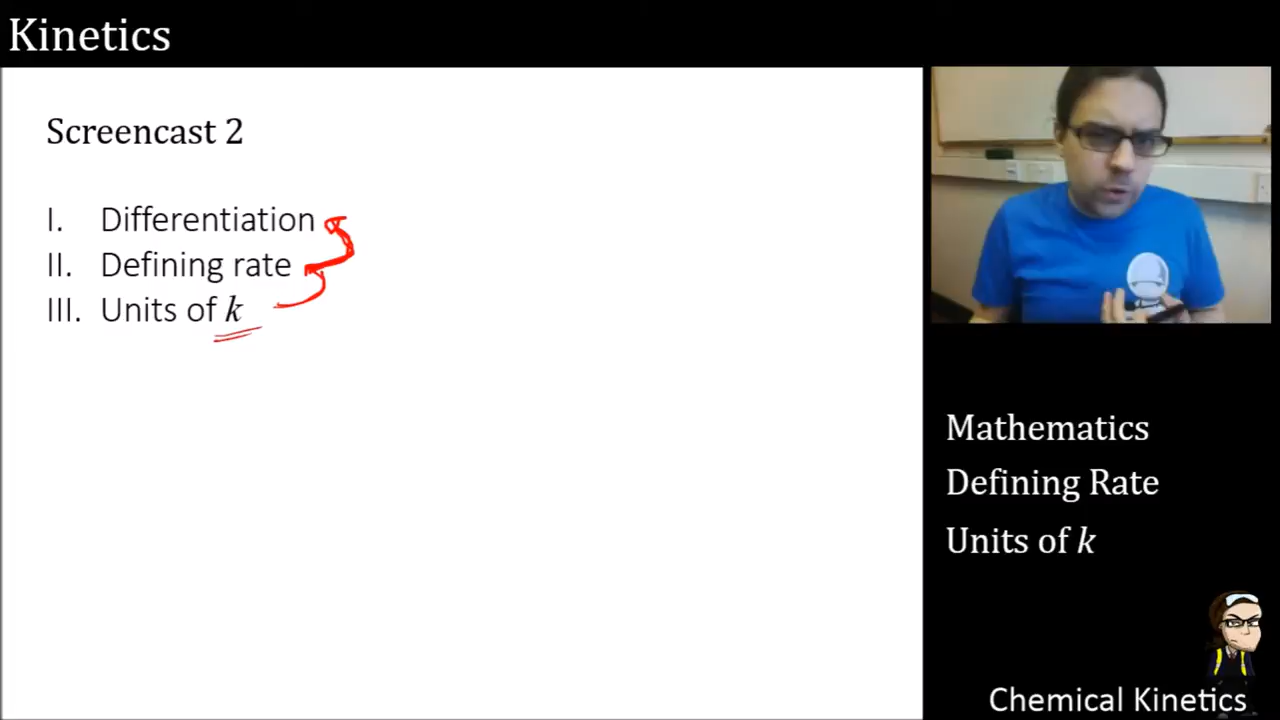 Kinetics
Screencast 2
I. Differentiation
II. Defining rate
III. Units of k
Mathematics
Defining Rate
Units of k
Chemical Kinetics